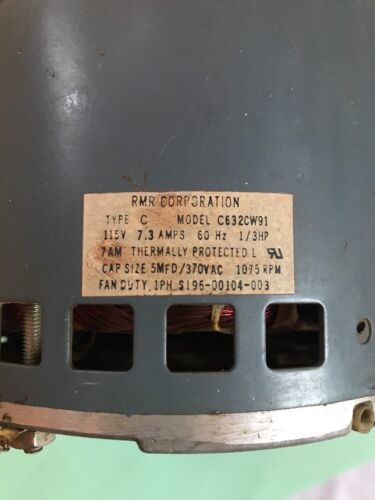 RMR CORPORATION
TYPE C MODEL C632CW91
115V 7.3 AMPS 60 Hz 1/3HP
7AM THERMALLY PROTECTED L
CAP SIZE 5MFD/370VAC 1075 RPM
FAN DUTY, 1PH S196-00104-003